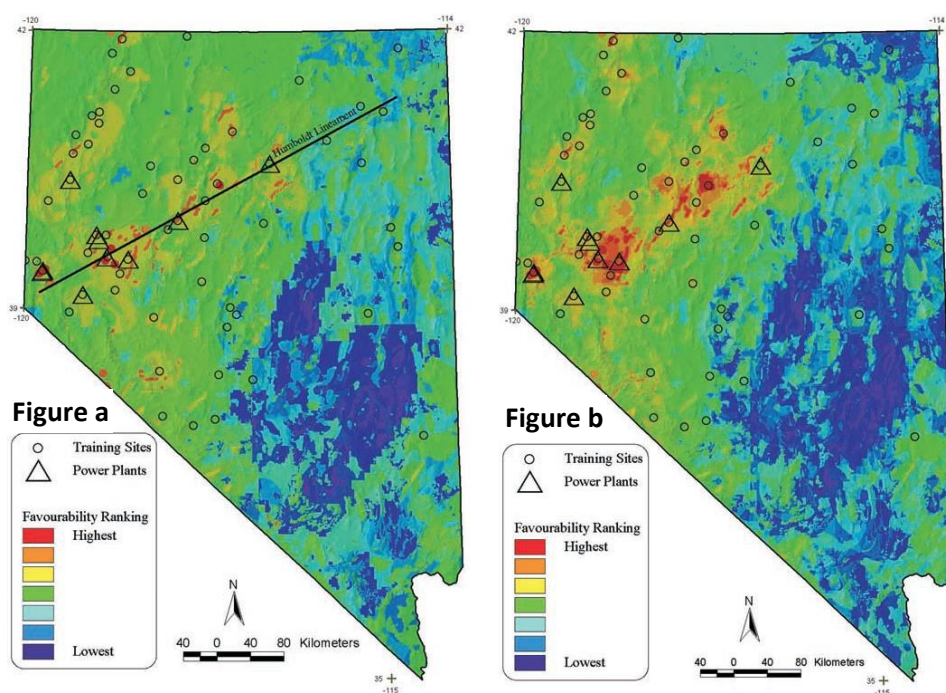 -120
42
-114
Humboldt Lineament
39
-120
Figure a
Training Sites
Power Plants
Favourability Ranking
Highest
Lowest
N
40 0 40 80 Kilometers
35
-115
-120
42
-114
39
-120
Figure b
Training Sites
Power Plants
Favourability Ranking
Highest
Lowest
N
40 0 40 80 Kilometers
35
-115